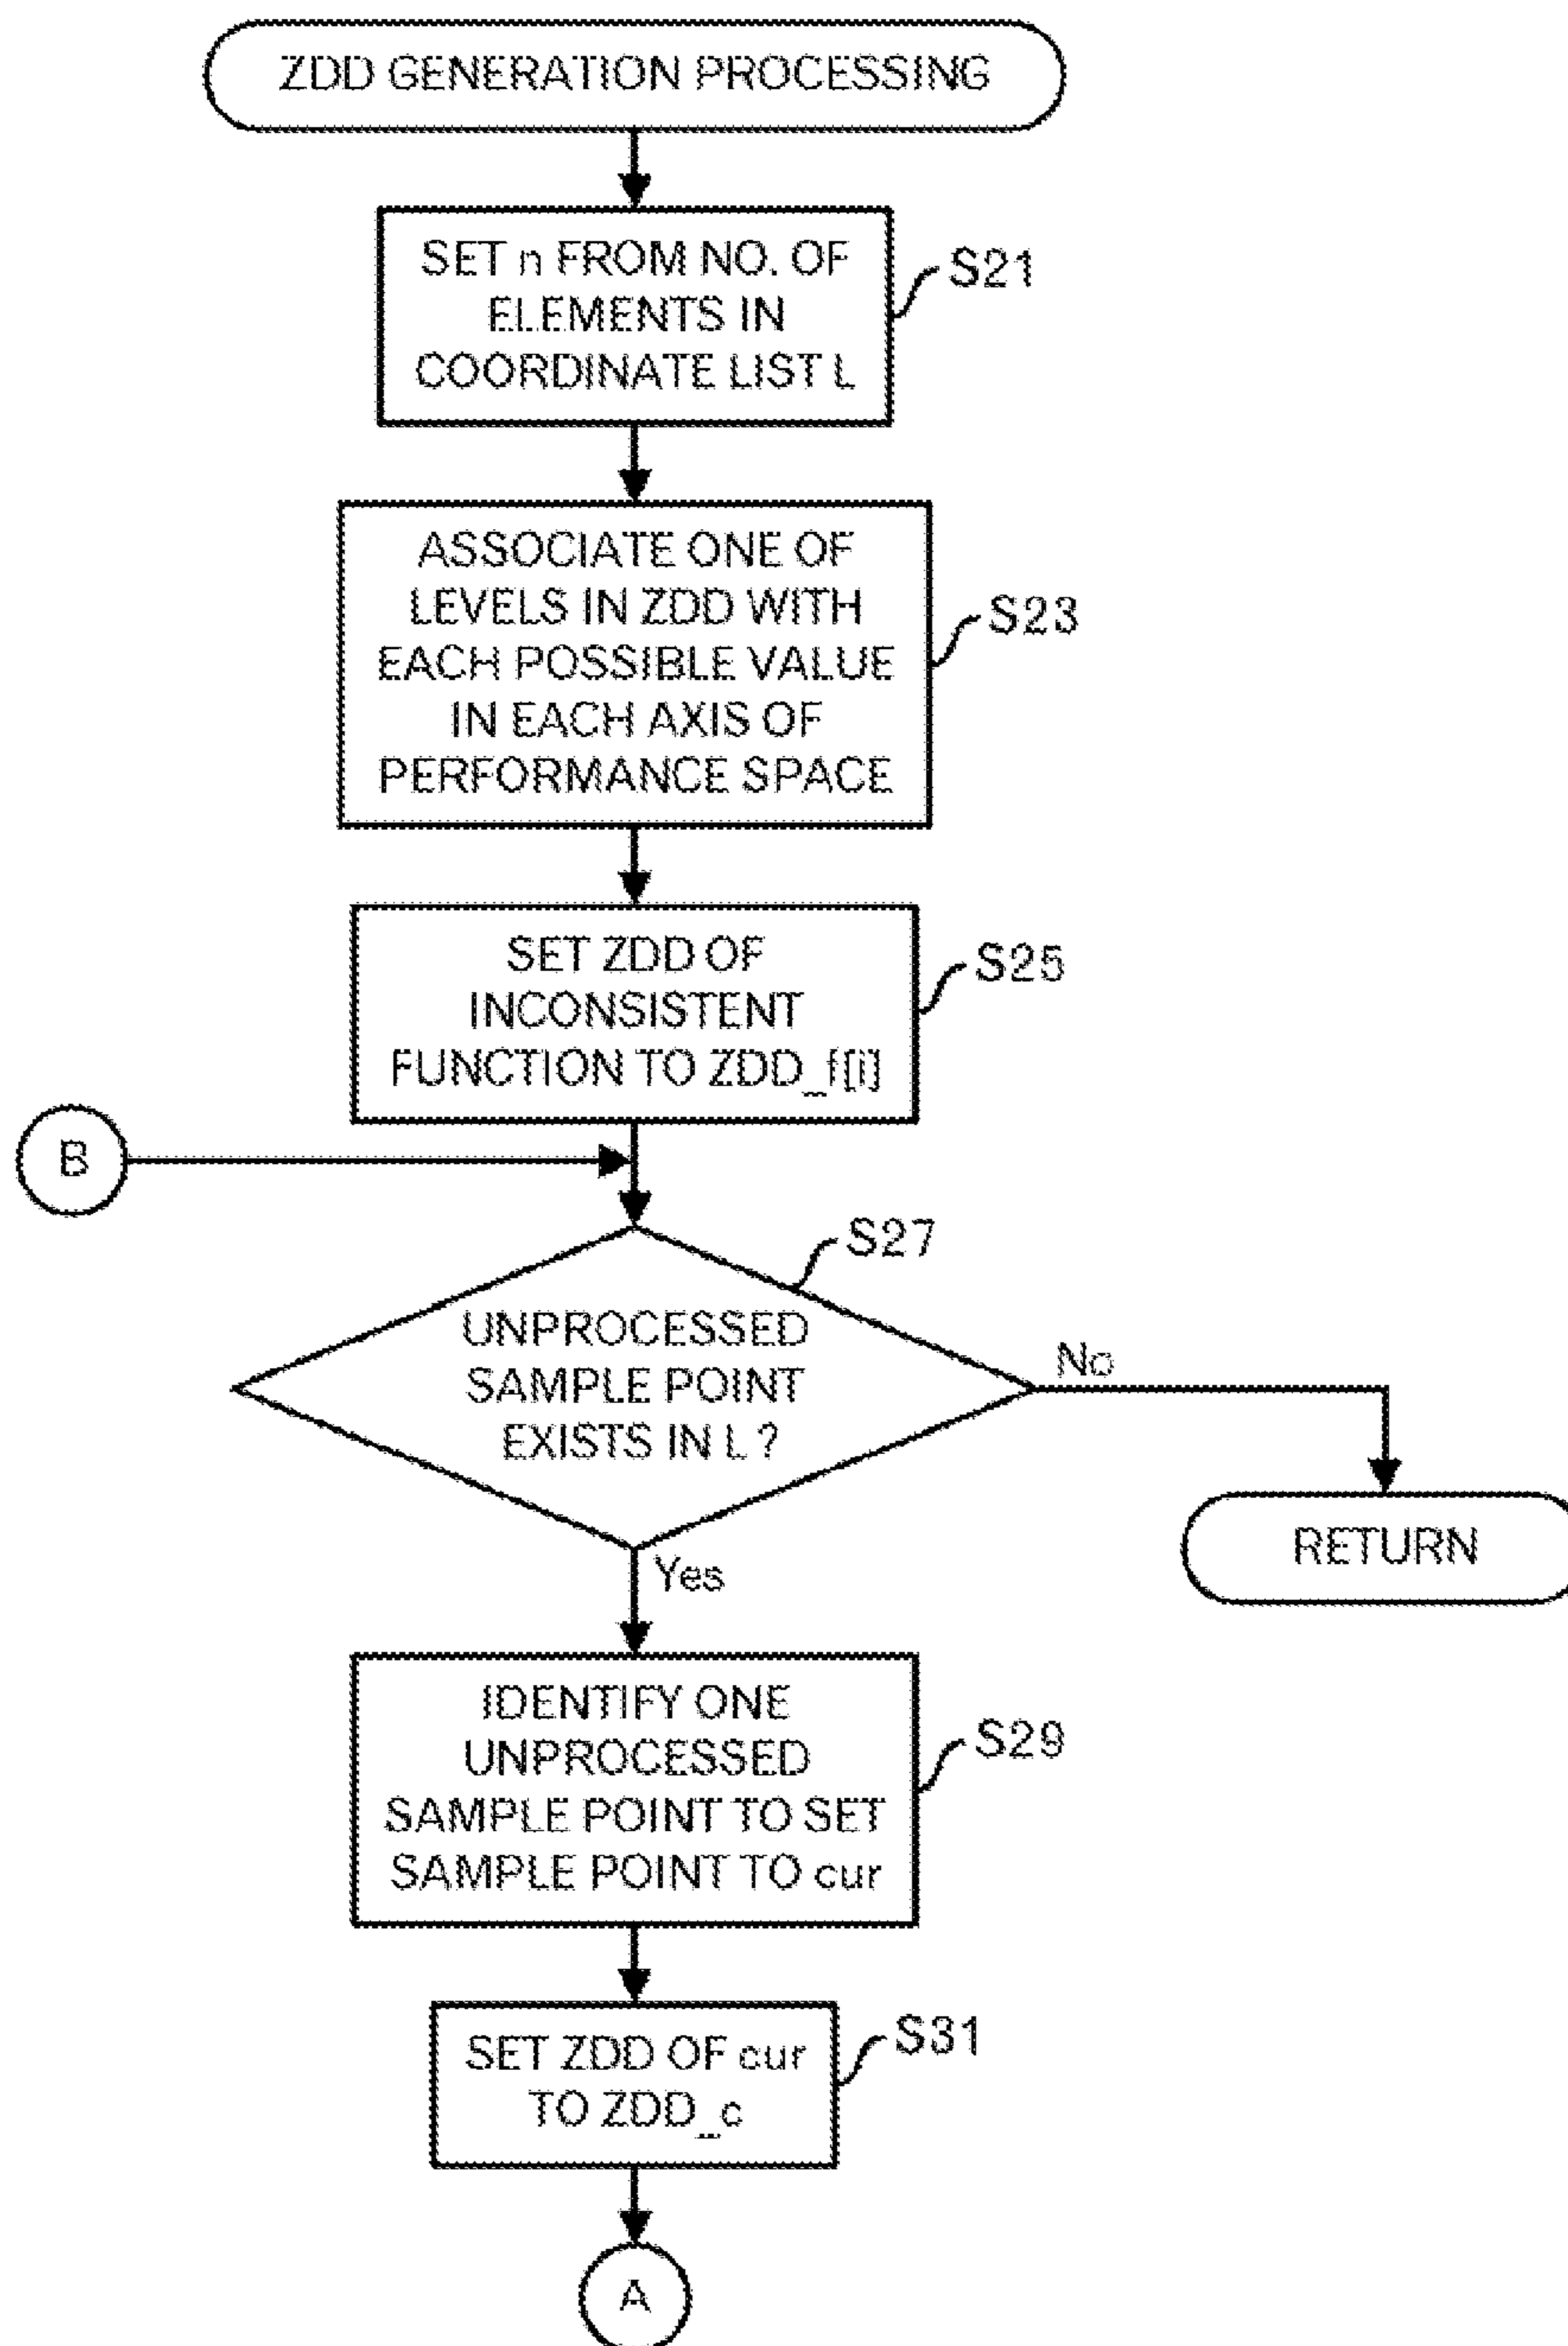 ZDD GENERATION PROCESSING
SET n FROM NO. OF
ELEMENTS IN
COORDINATE LIST L
S21
ASSOCIATE ONE OF
LEVELS IN ZDD WITH
EACH POSSIBLE VALUE
IN EACH AXIS OF
PERFORMANCE SPACE
S23
SET ZDD OF
INCONSISTENT
FUNCTION TO ZDD_f[i]
S25
B
S27
UNPROCESSED
SAMPLE POINT
EXISTS IN L ?
No
RETURN
Yes
IDENTIFY ONE
UNPROCESSED
SAMPLE POINT TO SET
SAMPLE POINT TO cur
S29
SET ZDD OF cur
TO ZDD_c
S31
A